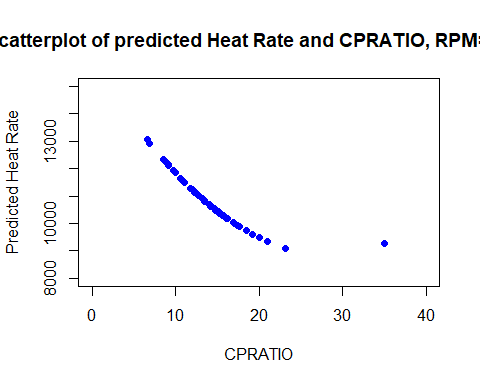 catterplot of predicted Heat Rate and CPRATIO, RPM
Predicted Heat Rate
13000
10000
8000
0 10 20 30 40
CPRATIO